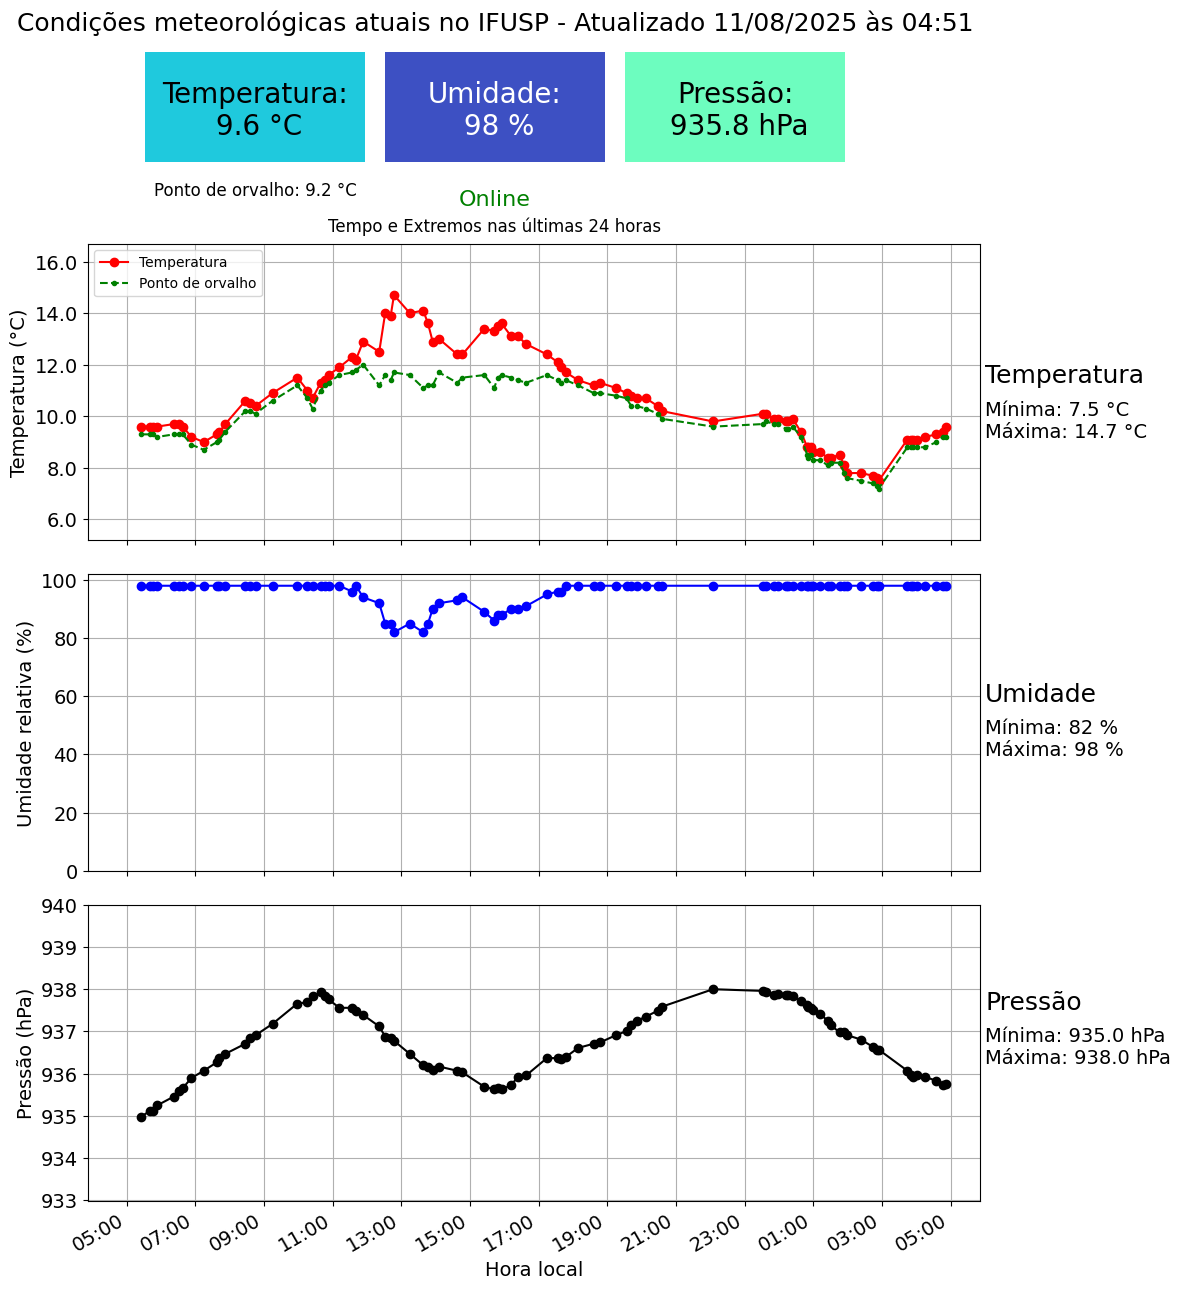 Condições meteorológicas atuais no IFUSP - Atualizado 11/08/2025 às 04:51
Temperatura:
9.6 °C
Umidade:
98 %
Pressão:
935.8 hPa
Ponto de orvalho: 9.2 °C
Online
Tempo e Extremos nas últimas 24 horas
Temperatura
Ponto de orvalho
Temperatura (°C)
16.0
14.0
12.0
10.0
8.0
6.0
Temperatura
Mínima: 7.5 °C
Máxima: 14.7 °C
Umidade relativa (%)
100
80
60
40
20
0
Umidade
Mínima: 82 %
Máxima: 98 %
Pressão (hPa)
940
939
938
937
936
935
934
933
Pressão
Mínima: 935.0 hPa
Máxima: 938.0 hPa
05:00
07:00
09:00
11:00
13:00
15:00
17:00
19:00
21:00
23:00
01:00
03:00
05:00
Hora local